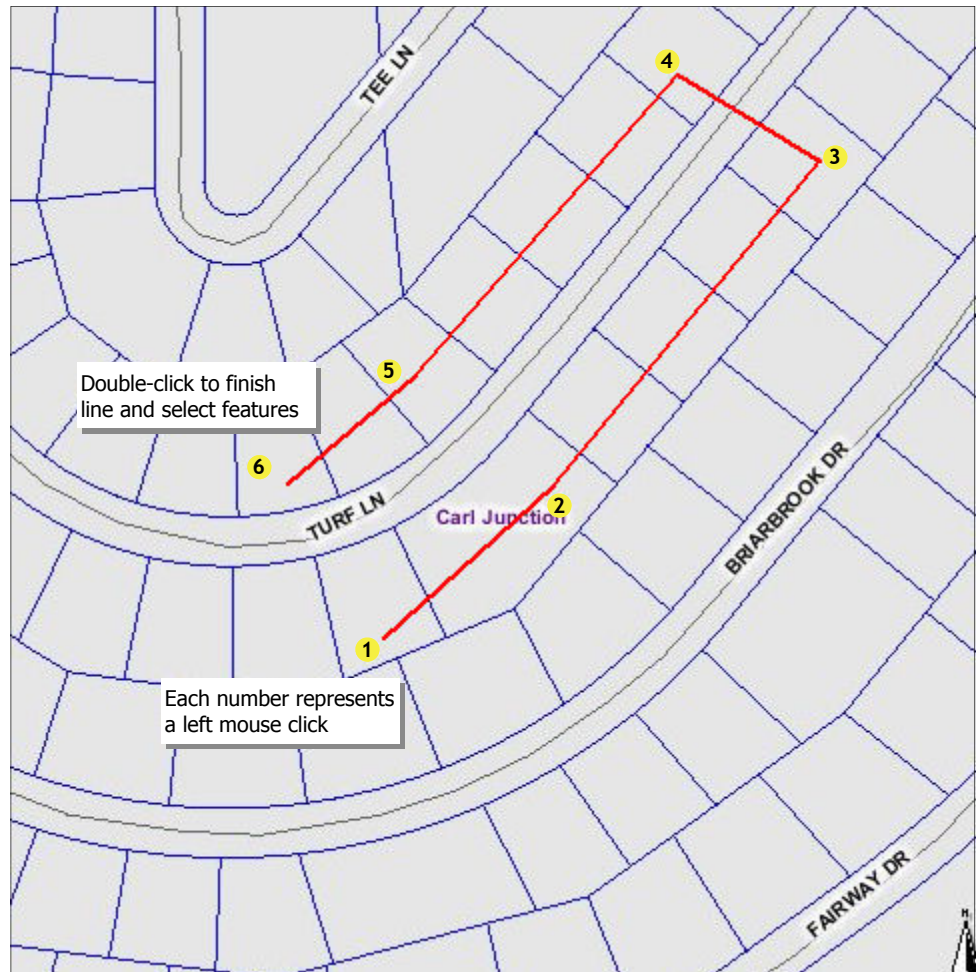 TEE LN
4
3
5
Double-click to finish
line and select features
6
TURF LN
Carl Junction
2
BRIARBROOK DR
1
Each number represents
a left mouse click
FAIRWAY DR
N